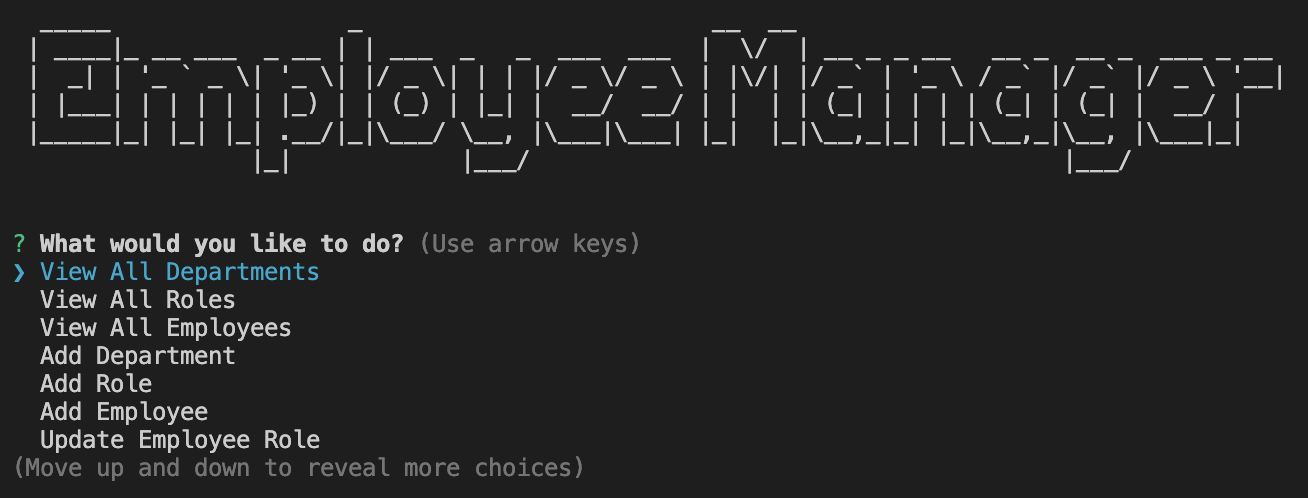 Employee Manager
? What would you like to do? (Use arrow keys)
❯ View All Departments
View All Roles
View All Employees
Add Department
Add Role
Add Employee
Update Employee Role
(Move up and down to reveal more choices)